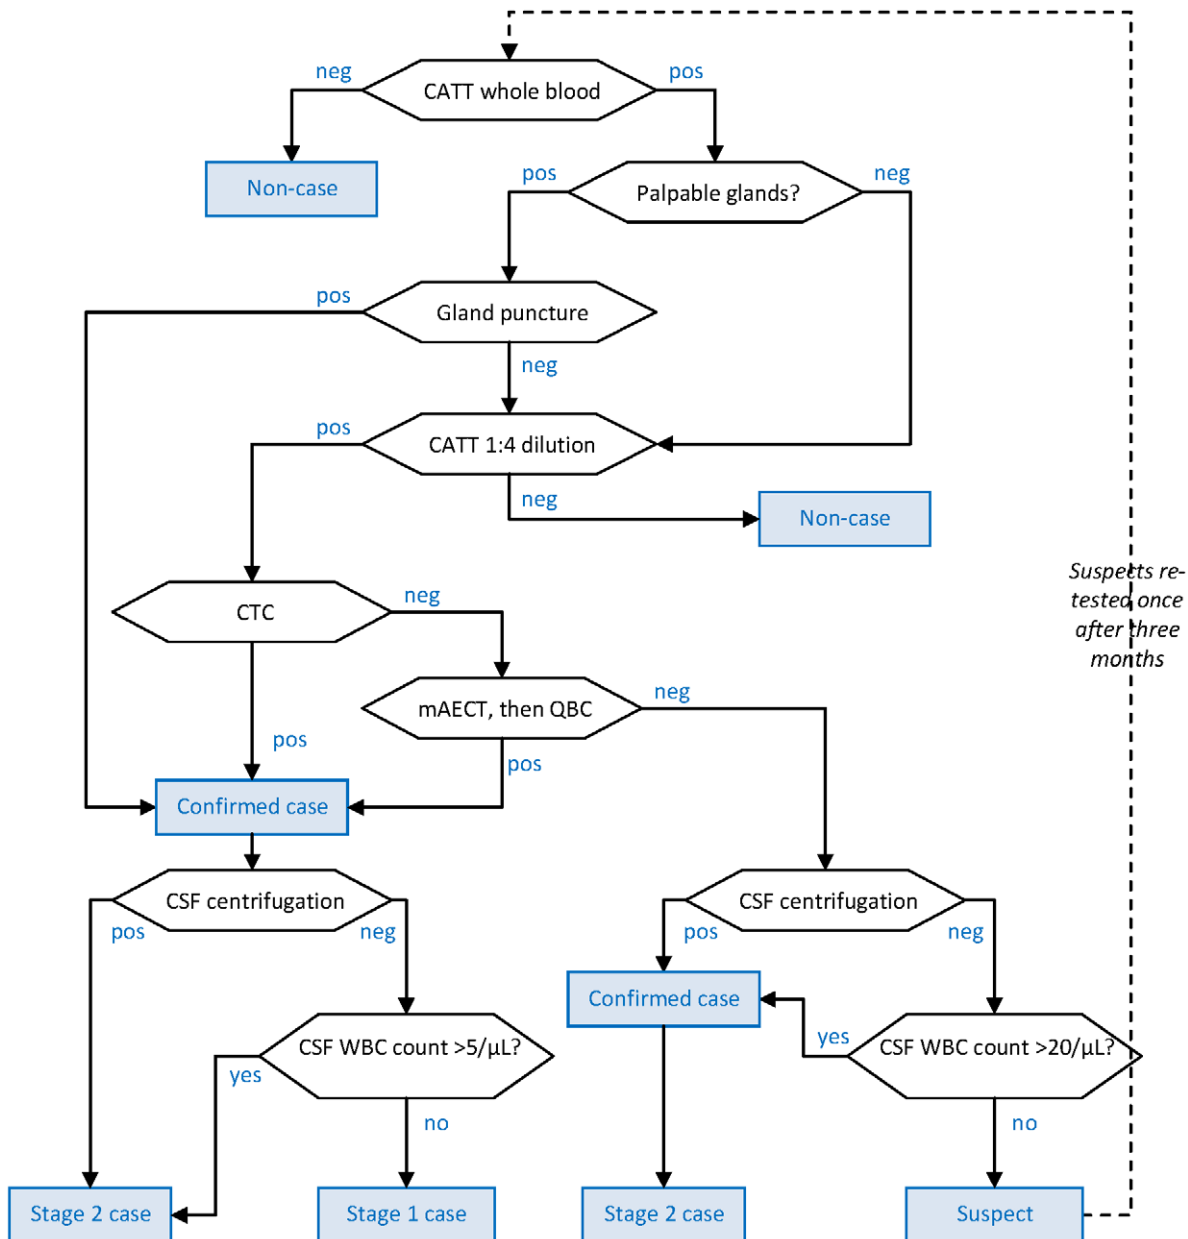 neg
pos
CATT whole blood
Non-case
pos
neg
Palpable glands?
pos
Gland puncture
neg
pos
CATT 1:4 dilution
neg
Non-case
Suspects re-
tested once
after three
months
CTC
neg
mAECT, then QBC
neg
pos
pos
Confirmed case
CSF centrifugation
CSF centrifugation
pos
neg
pos
neg
Confirmed case
CSF WBC count >5/µL?
yes
CSF WBC count >20/µL?
yes
no
no
Stage 2 case
Stage 1 case
Stage 2 case
Suspect